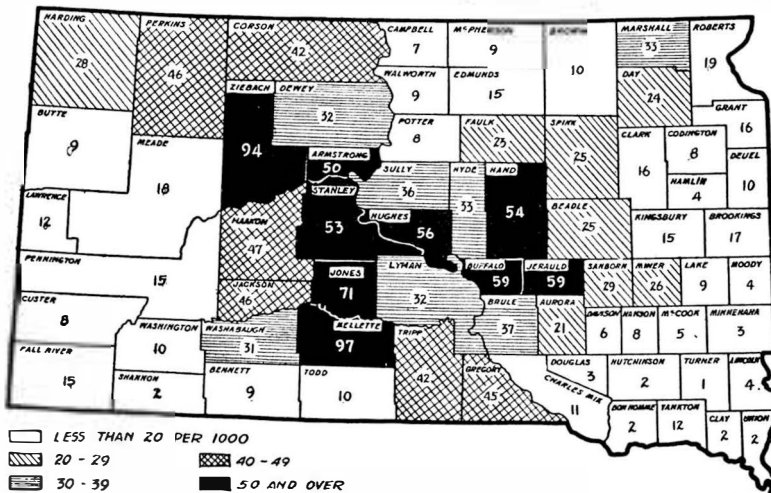 HARDING
28
PERKINS
46
CORSON
42
CAMPBELL
7
9
10
MARSHALL
33
ROBERTS
19
ZIEBACH
94
DEWEY
32
WALWORTH
9
EDMUNDS
15
DAY
24
BUTTE
9
MEADE
18
POTTER
8
FAULK
23
SPINK
25
CLARK
16
CODINGTON
8
GRANT
16
DEUEL
10
HAMLIN
4
ARMSTRONG
50
STANLEY
53
SULLY
36
HYDE
33
HAND
54
BEADLE
25
KINGSBURY
15
BROOKINGS
17
LAWRENCE
12
HAAKON
47
HUGHES
56
PENNINGTON
15
JACKSON
46
JONES
71
LYMAN
32
BUFFALO
59
JERAULD
59
SANBORN
29
MINER
26
LAKE
9
MOODY
4
CUSTER
8
WASHINGTON
10
WASHABAUGH
31
MELLETTE
97
TRIPP
42
BRULE
37
AURORA
21
DAVISON
6
HANSON
8
McCOOK
5
MINNEHAHA
3
FALL RIVER
15
SHANNON
2
BENNETT
9
TODD
10
GREGORY
45
DOUGLAS
3
CHARLES MIX
11
HUTCHINSON
2
TURNER
1
LINCOLN
4
BON HOMME
2
YANKTON
12
CLAY
2
UNION
2
LESS THAN 20 PER 1000
20 - 29
30 - 39
40 - 49
50 AND OVER